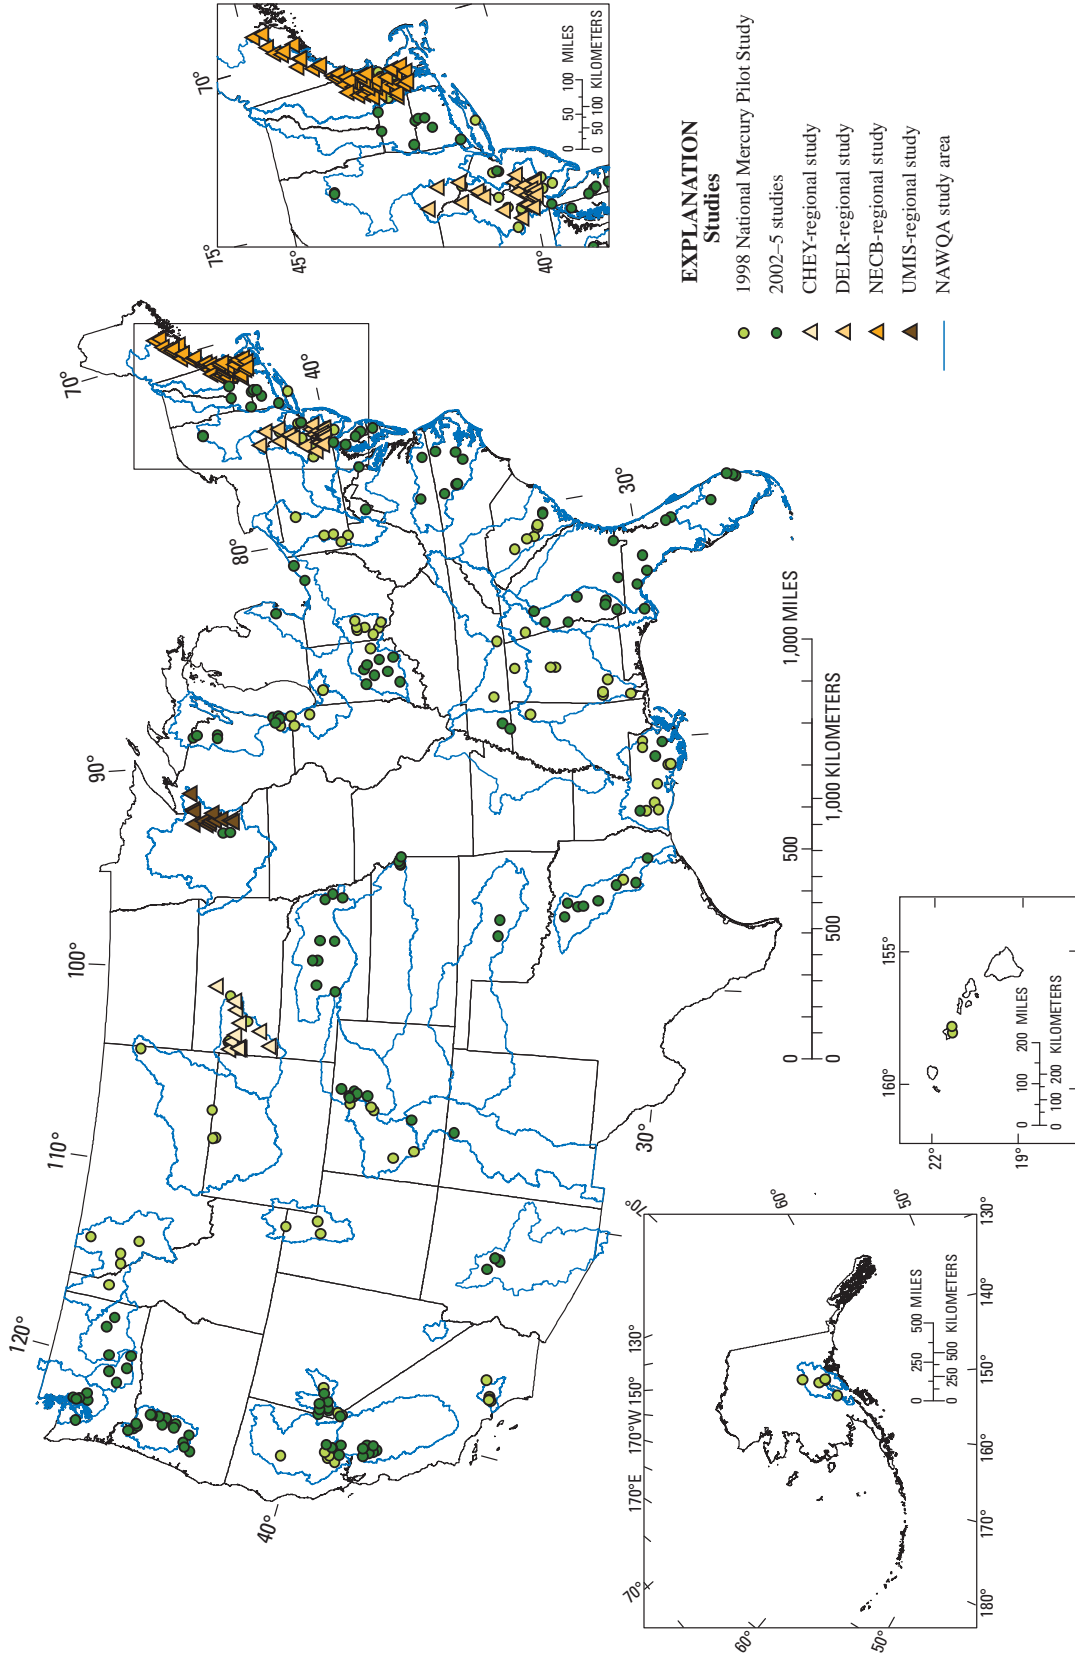 120°
110°
100°
90°
80°
70°
40°
40°
30°
30°
0 500 1,000 MILES
0 500 1,000 KILOMETERS
75°
70°
45°
40°
0 50 100 MILES
0 50 100 KILOMETERS
EXPLANATION
Studies
1998 National Mercury Pilot Study
2002–5 studies
CHEY-regional study
DELR-regional study
NECB-regional study
UMIS-regional study
NAWQA study area
70°
170°E
170°W
150°
130°
70°
60°
50°
60°
50°
180°
170°
160°
150°
140°
130°
0 250 500 MILES
0 250 500 KILOMETERS
160°
155°
22°
19°
0 100 200 MILES
0 100 200 KILOMETERS